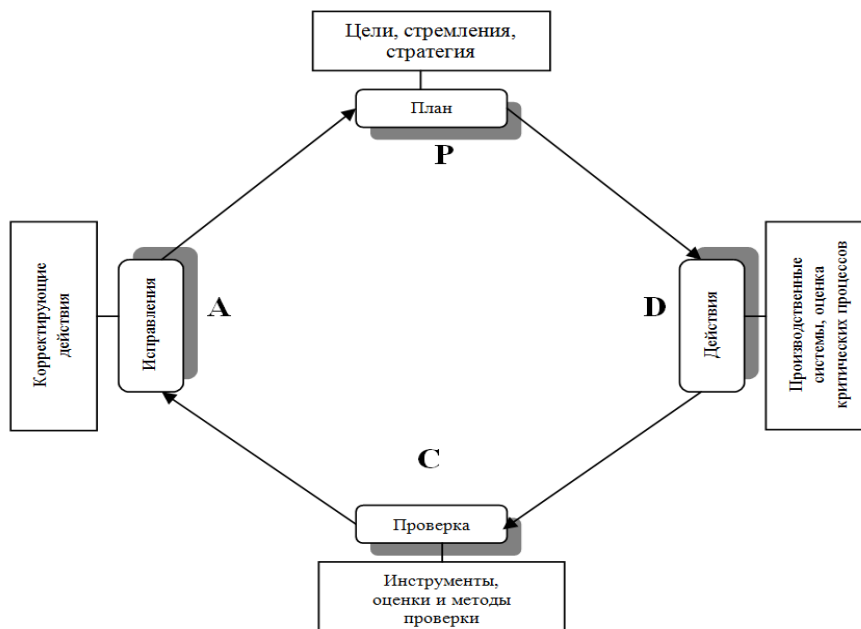 Цели, стремления,
стратегия
План
P
Корректирующие
действия
Исправления
A
D
Действия
Производственные
системы, оценка
критических процессов
C
Проверка
Инструменты,
оценки и методы
проверки